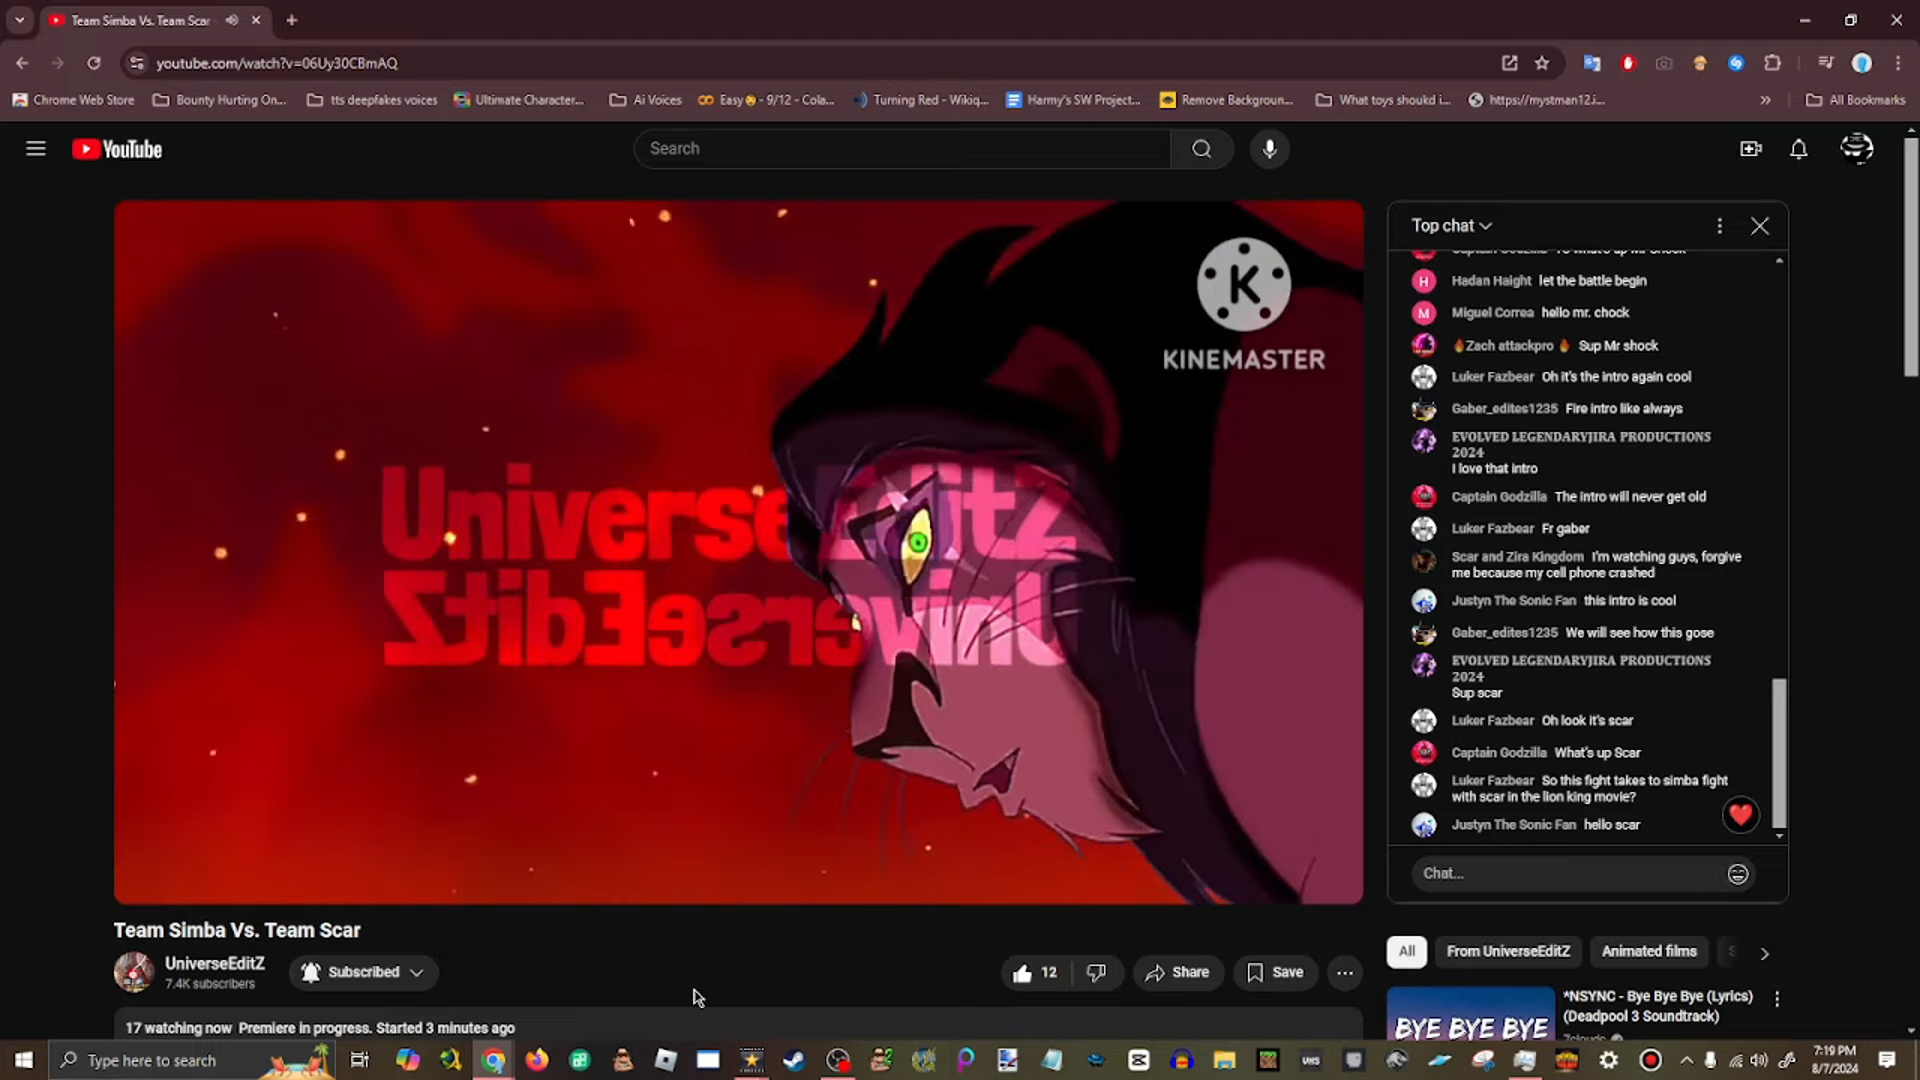 Team Simba Vs. Team Scar
youtube.com/watch?v=06Uy30CBmAQ
Chrome Web Store
Bounty Hurting On...
tts deepfakes voices
Ultimate Character...
Ai Voices
Easy - 9/12 - Cola...
Turning Red - Wikiq...
Harmy's SW Project...
Remove Backgroun...
What toys shoukd i...
https://mystman12.i...
All Bookmarks
YouTube
Search
K
KINEMASTER
UniverseEditZ
UniverseEditZ
Top chat
Hadan Haight let the battle begin
Miguel Correa hello mr. chock
🔥Zach attackpro 🔥 Sup Mr shock
Luker Fazbear Oh it's the intro again cool
Gaber_edites1235 Fire intro like always
EVOLVED LEGENDARYJIRA PRODUCTIONS
2024
I love that intro
Captain Godzilla The intro will never get old
Luker Fazbear Fr gaber
Scar and Zira Kingdom I'm watching guys, forgive
me because my cell phone crashed
Justyn The Sonic Fan this intro is cool
Gaber_edites1235 We will see how this gose
EVOLVED LEGENDARYJIRA PRODUCTIONS
2024
Sup scar
Luker Fazbear Oh look it's scar
Captain Godzilla What's up Scar
Luker Fazbear So this fight takes to simba fight
with scar in the lion king movie?
Justyn The Sonic Fan hello scar
Chat...
Team Simba Vs. Team Scar
UniverseEditZ
7.4K subscribers
Subscribed
12
Share
Save
17 watching now Premiere in progress. Started 3 minutes ago
All
From UniverseEditZ
Animated films
*NSYNC - Bye Bye Bye (Lyrics)
(Deadpool 3 Soundtrack)
BYE BYE BYE
Type here to search
VHS
7:19 PM
8/7/2024